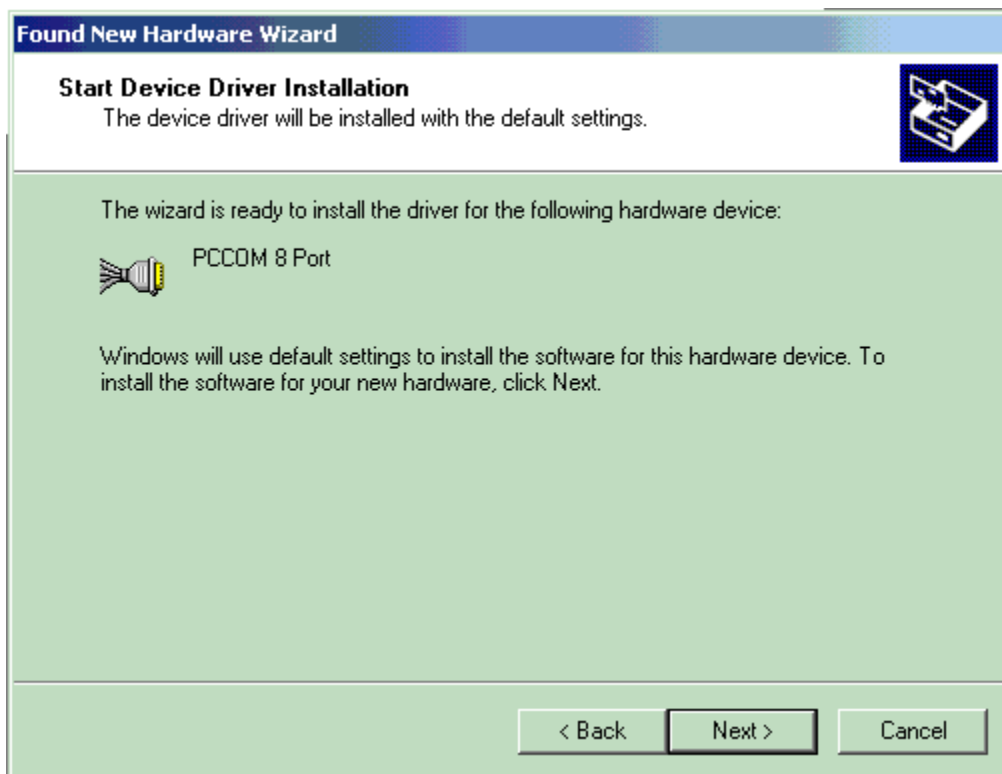 Found New Hardware Wizard
Start Device Driver Installation
The device driver will be installed with the default settings.
The wizard is ready to install the driver for the following hardware device:
PCCOM 8 Port
Windows will use default settings to install the software for this hardware device. To
install the software for your new hardware, click Next.
< Back
Next >
Cancel